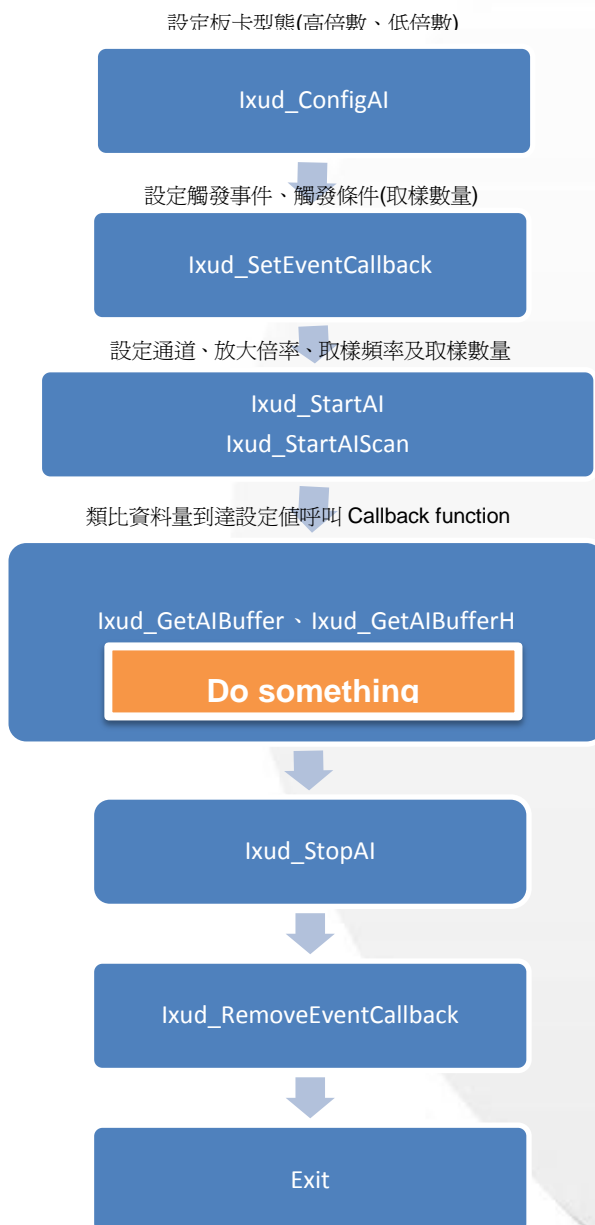 設定板卡型態(高倍數、低倍數)
Ixud_ConfigAI
設定觸發事件、觸發條件(取樣數量)
Ixud_SetEventCallback
設定通道、放大倍率、取樣頻率及取樣數量
Ixud_StartAI
Ixud_StartAIScan
類比資料量到達設定值呼叫 Callback function
Ixud_GetAIBuffer、Ixud_GetAIBufferH
Do something
Ixud_StopAI
Ixud_RemoveEventCallback
Exit